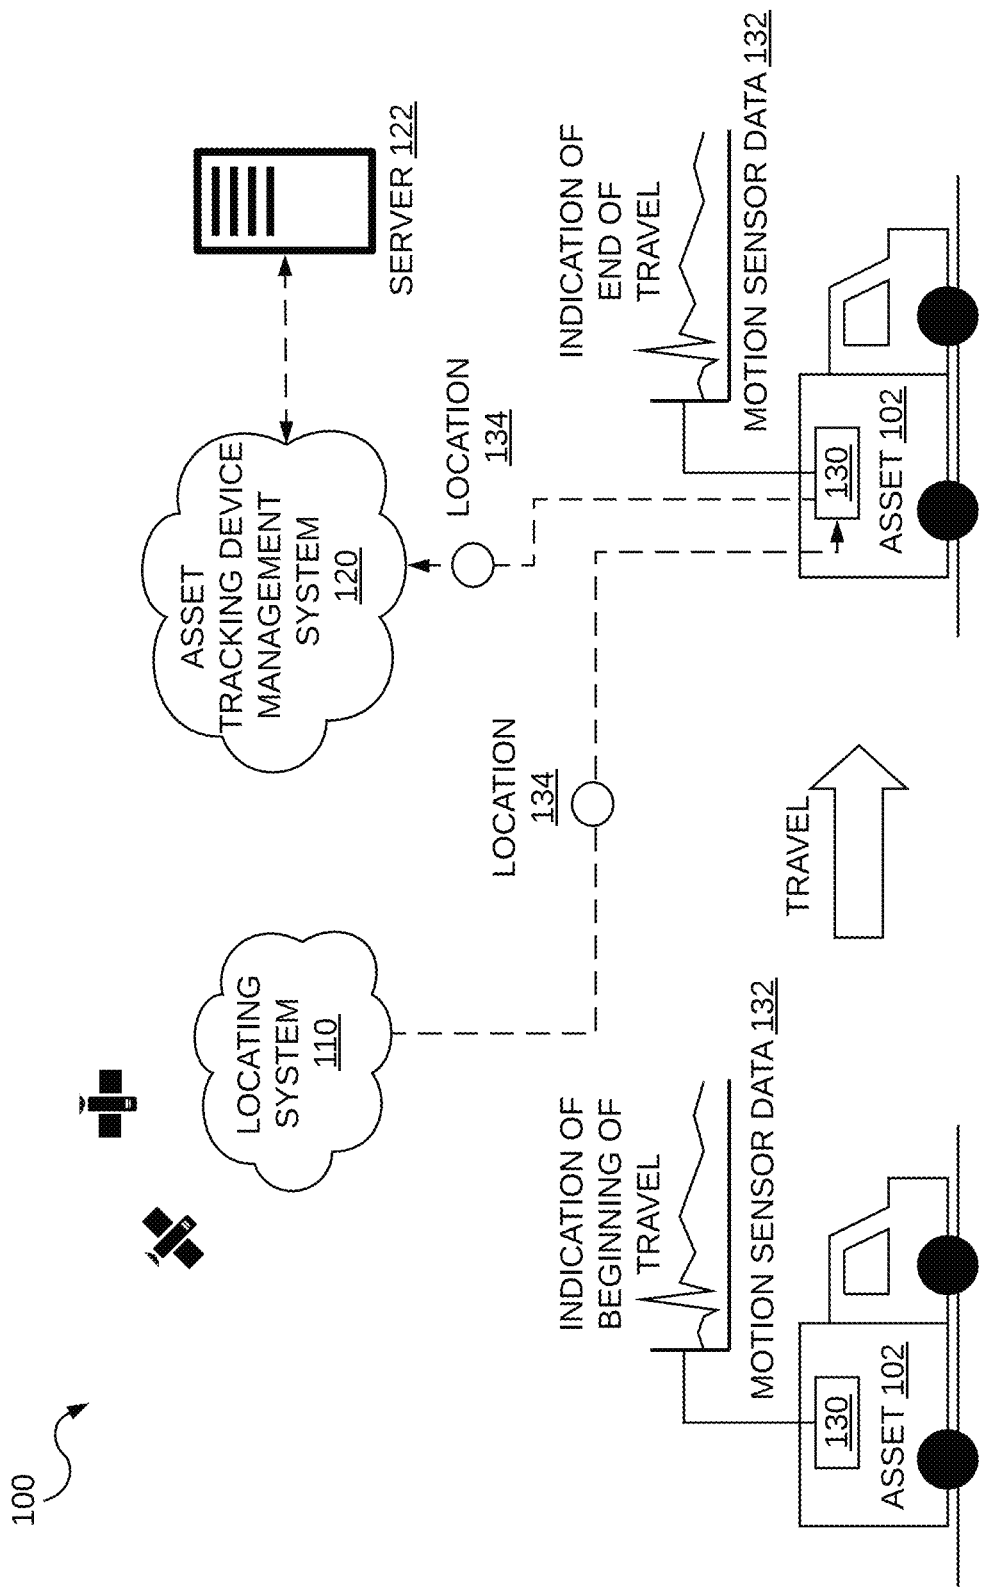 100
LOCATING
SYSTEM
110
ASSET
TRACKING DEVICE
MANAGEMENT
SYSTEM
120
SERVER 122
LOCATION
134
LOCATION
134
INDICATION OF
BEGINNING OF
TRAVEL
MOTION SENSOR DATA 132
130
ASSET 102
TRAVEL
INDICATION OF
END OF
TRAVEL
MOTION SENSOR DATA 132
130
ASSET 102